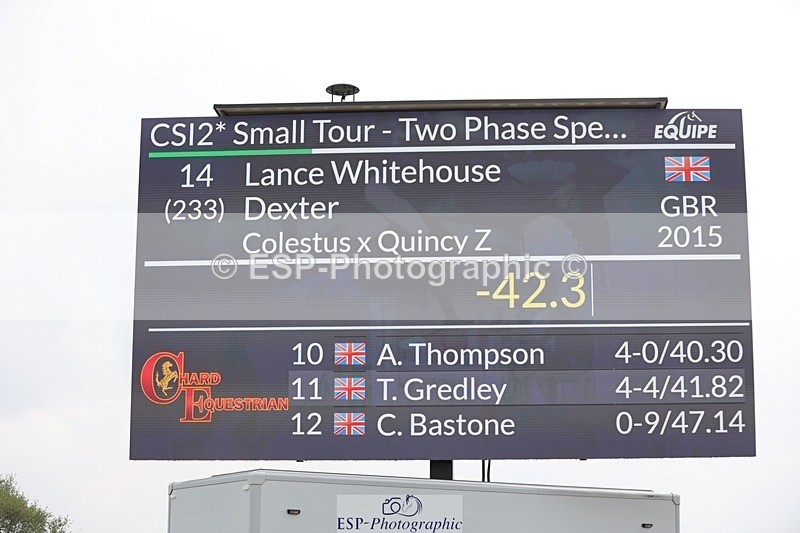 CSI2* Small Tour - Two Phase Spe... EQUIPE
14 Lance Whitehouse
(233) Dexter GBR
Colestus x Quincy Z 2015
© ESP-Photographic ©
-42.3
10 A. Thompson 4-0/40.30
11 T. Gredley 4-4/41.82
12 C. Bastone 0-9/47.14
CHARD
EQUESTRIAN
ESP-Photographic